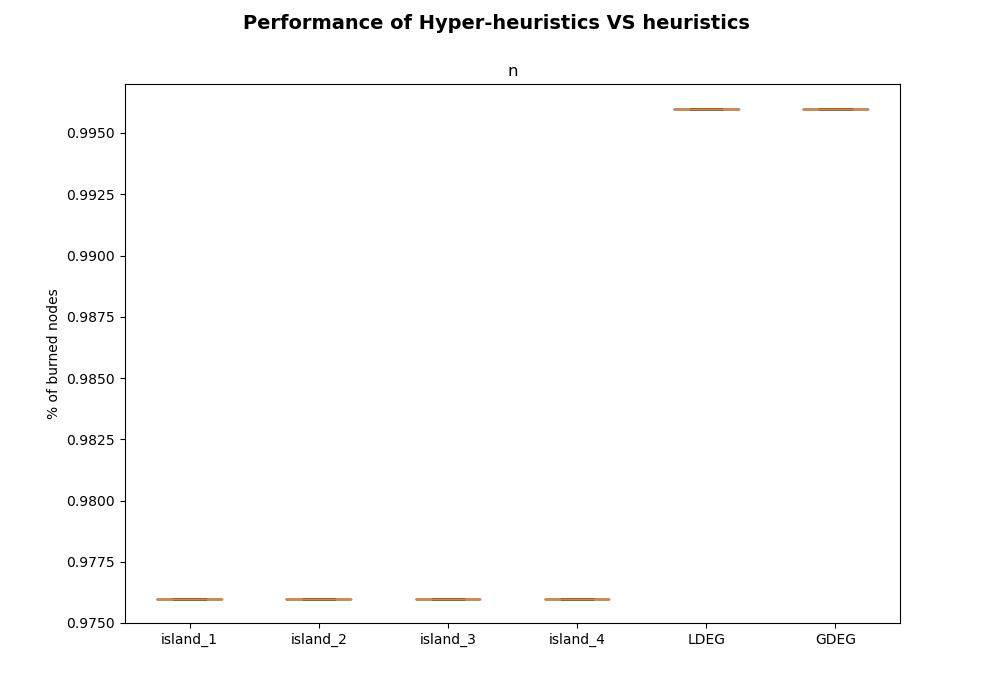 Performance of Hyper-heuristics VS heuristics
n
% of burned nodes
0.9950
0.9925
0.9900
0.9875
0.9850
0.9825
0.9800
0.9775
0.9750
island_1 island_2 island_3 island_4 LDEG GDEG